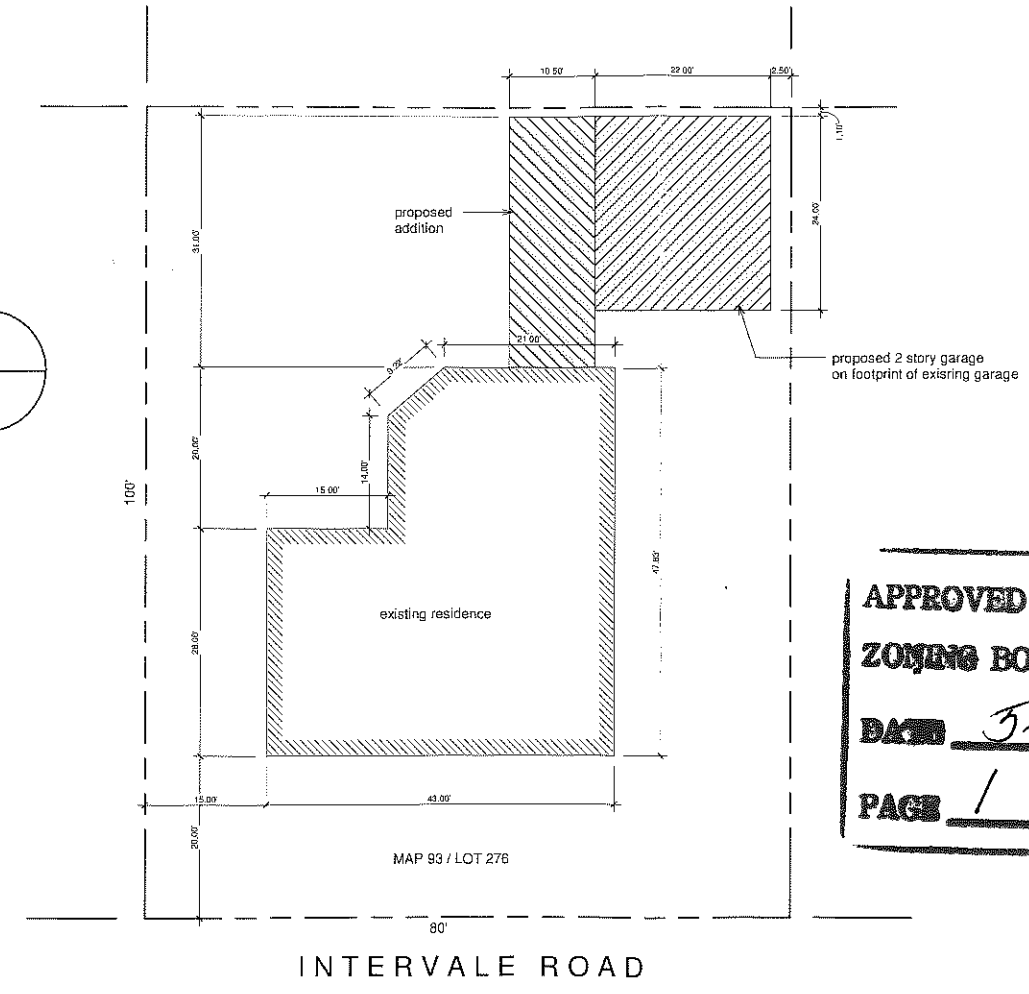 10.50'
22.00'
2.50'
1.10'
proposed
addition
31.00'
24.00'
21.00'
proposed 2 story garage
on footprint of exisring garage
20.00'
14.00'
100'
15.00'
47.83'
existing residence
28.00'
APPROVED
ZONING BO
DATE
PAGE 1
15.00'
43.00'
20.00'
MAP 93 / LOT 276
80'
INTERVALE ROAD